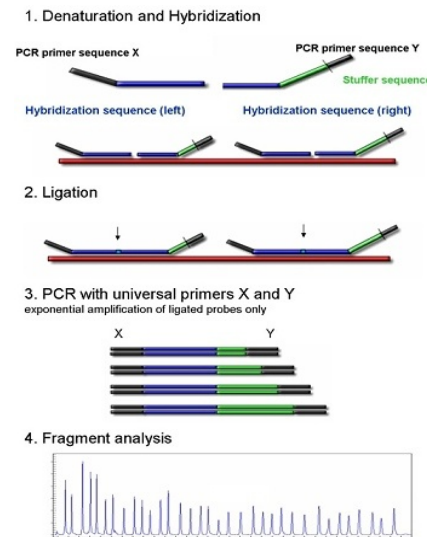 1. Denaturation and Hybridization
PCR primer sequence X
PCR primer sequence Y
Stuffer sequence
Hybridization sequence (left)
Hybridization sequence (right)
2. Ligation
3. PCR with universal primers X and Y
exponential amplification of ligated probes only
X Y
4. Fragment analysis